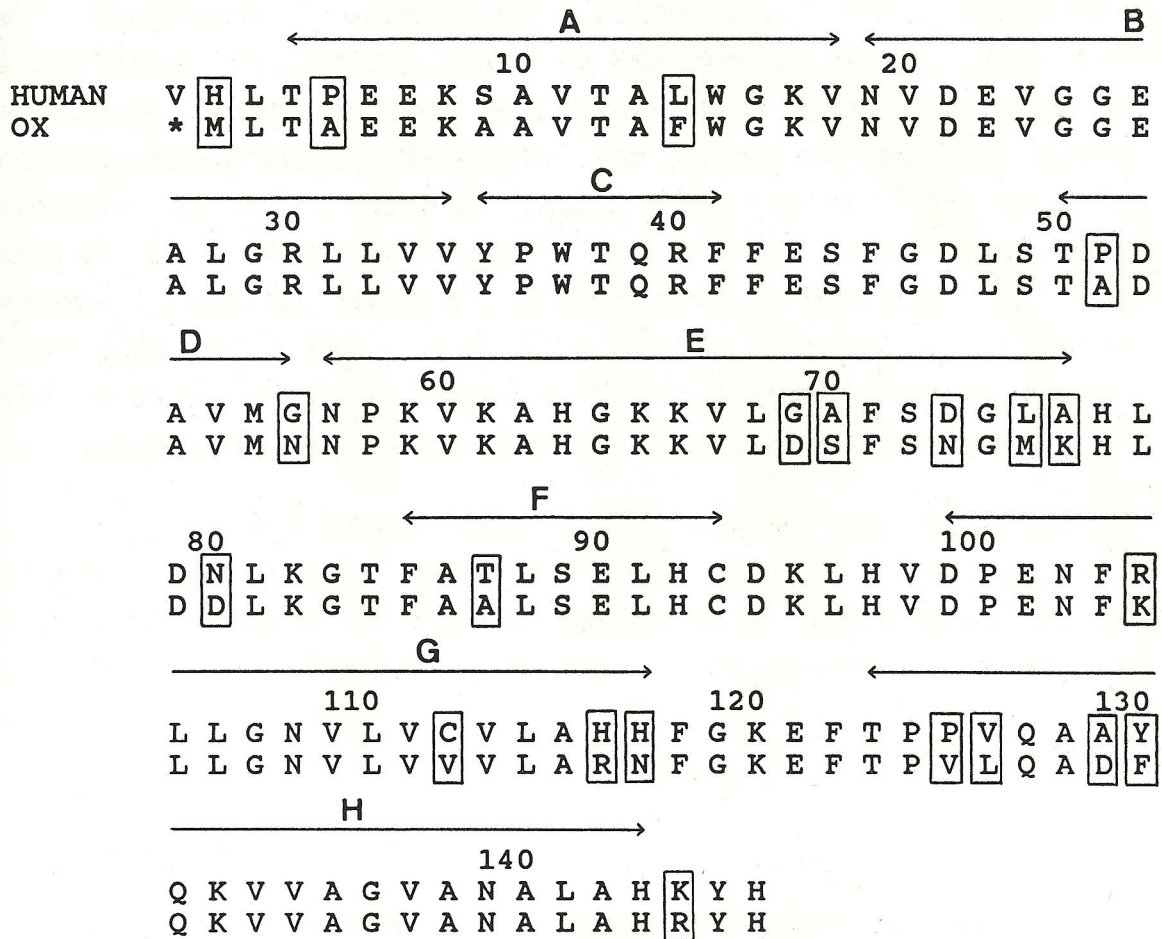 A B
10 20
HUMAN V H L T P E E K S A V T A L W G K V N V D E V G G E
OX * M L T A E E K A A V T A F W G K V N V D E V G G E
C
30 40 50
A L G R L L V V Y P W T Q R F F E S F G D L S T P D
A L G R L L V V Y P W T Q R F F E S F G D L S T A D
D E
60 70
A V M G N P K V K A H G K K V L G A F S D G L A H L
A V M N N P K V K A H G K K V L D S F S N G M K H L
F
80 90 100
D N L K G T F A T L S E L H C D K L H V D P E N F R
D D L K G T F A A L S E L H C D K L H V D P E N F K
G
110 120 130
L L G N V L V C V L A H H F G K E F T P P V Q A A Y
L L G N V L V V V L A R N F G K E F T P V L Q A D F
H
140
Q K V V A G V A N A L A H K Y H
Q K V V A G V A N A L A H R Y H